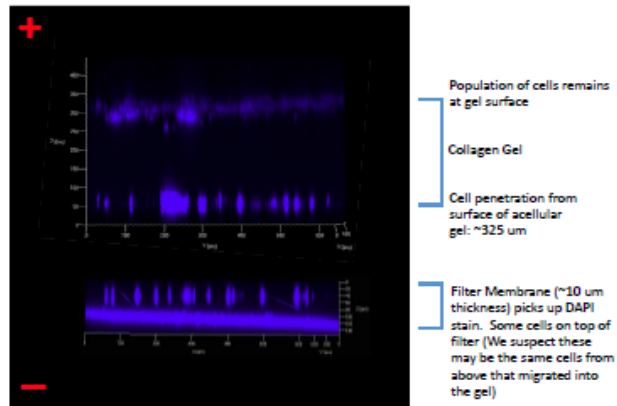 +
Population of cells remains
at gel surface
Collagen Gel
Cell penetration from
surface of acellular
gel: ~325 um
Filter Membrane (~10 um
thickness) picks up DAPI
stain. Some cells on top of
filter (We suspect these
may be the same cells from
above that migrated into
the gel)
−